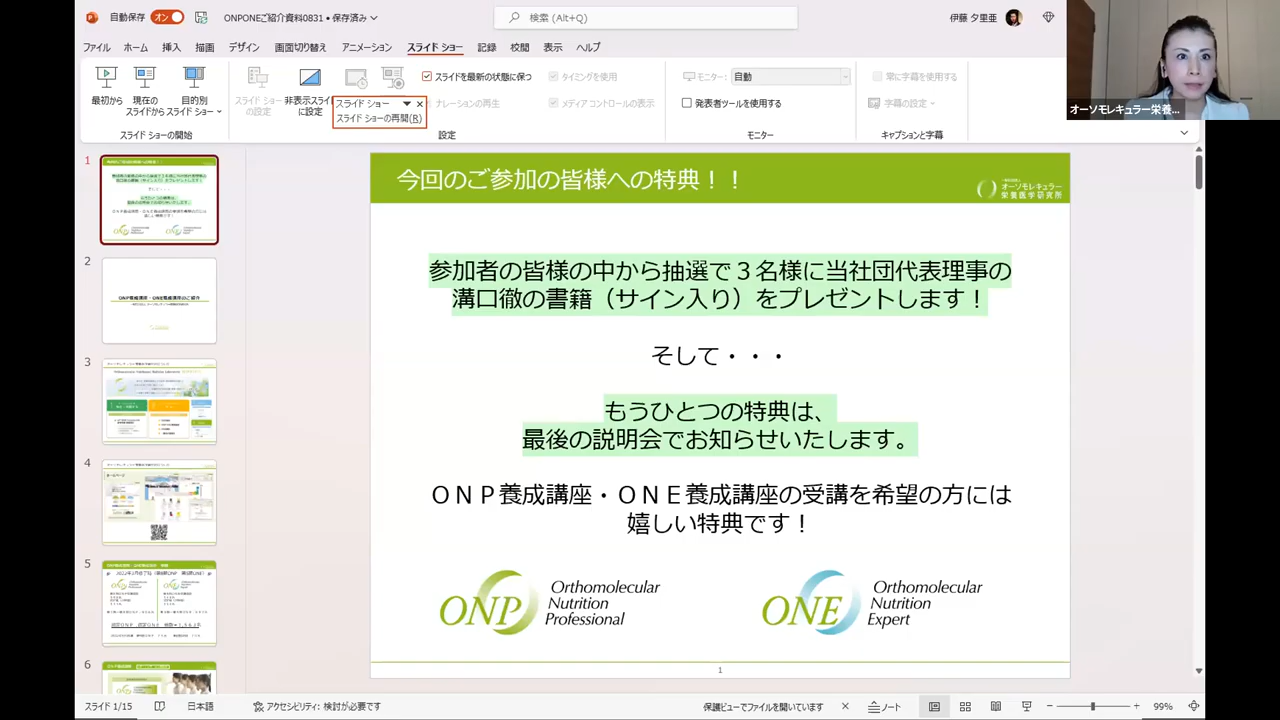 自動保存 オン ONPONEご紹介資料0831 • 保存済み 検索 (Alt+Q) 伊藤 夕里亜
ファイル ホーム 挿入 描画 デザイン 画面切り替え アニメーション スライド ショー 記録 校閲 表示 ヘルプ
最初から
現在の
スライドから
目的別
スライド ショー
スライド ショーの開始
スライド ショー
の設定
非表示スライド
に設定
スライド ショー
スライド ショーの再開(R)
スライドを最新の状態に保つ
ナレーションの再生
タイミングを使用
メディア コントロールの表示
設定
モニター: 自動
発表者ツールを使用する
モニター
常に字幕を使用する
字幕の設定
キャプションと字幕
オーソモレキュラー栄養...
1
2
3
4
5
6
今回のご参加の皆様への特典！！
オーソモレキュラー
栄養医学研究所
参加者の皆様の中から抽選で３名様に当社団代表理事の
溝口徹の書籍（サイン入り）をプレゼントします！
そして・・・
もうひとつの特典は、
最後の説明会でお知らせいたします。
ＯＮＰ養成講座・ＯＮＥ養成講座の受講を希望の方には
嬉しい特典です！
ONP Orthomolecular
Nutrition
Professional
ONE Orthomolecular
Nutrition
Expert
1
スライド 1/15 日本語 アクセシビリティ: 検討が必要です 保護ビューでファイルを開いています ノート 99%